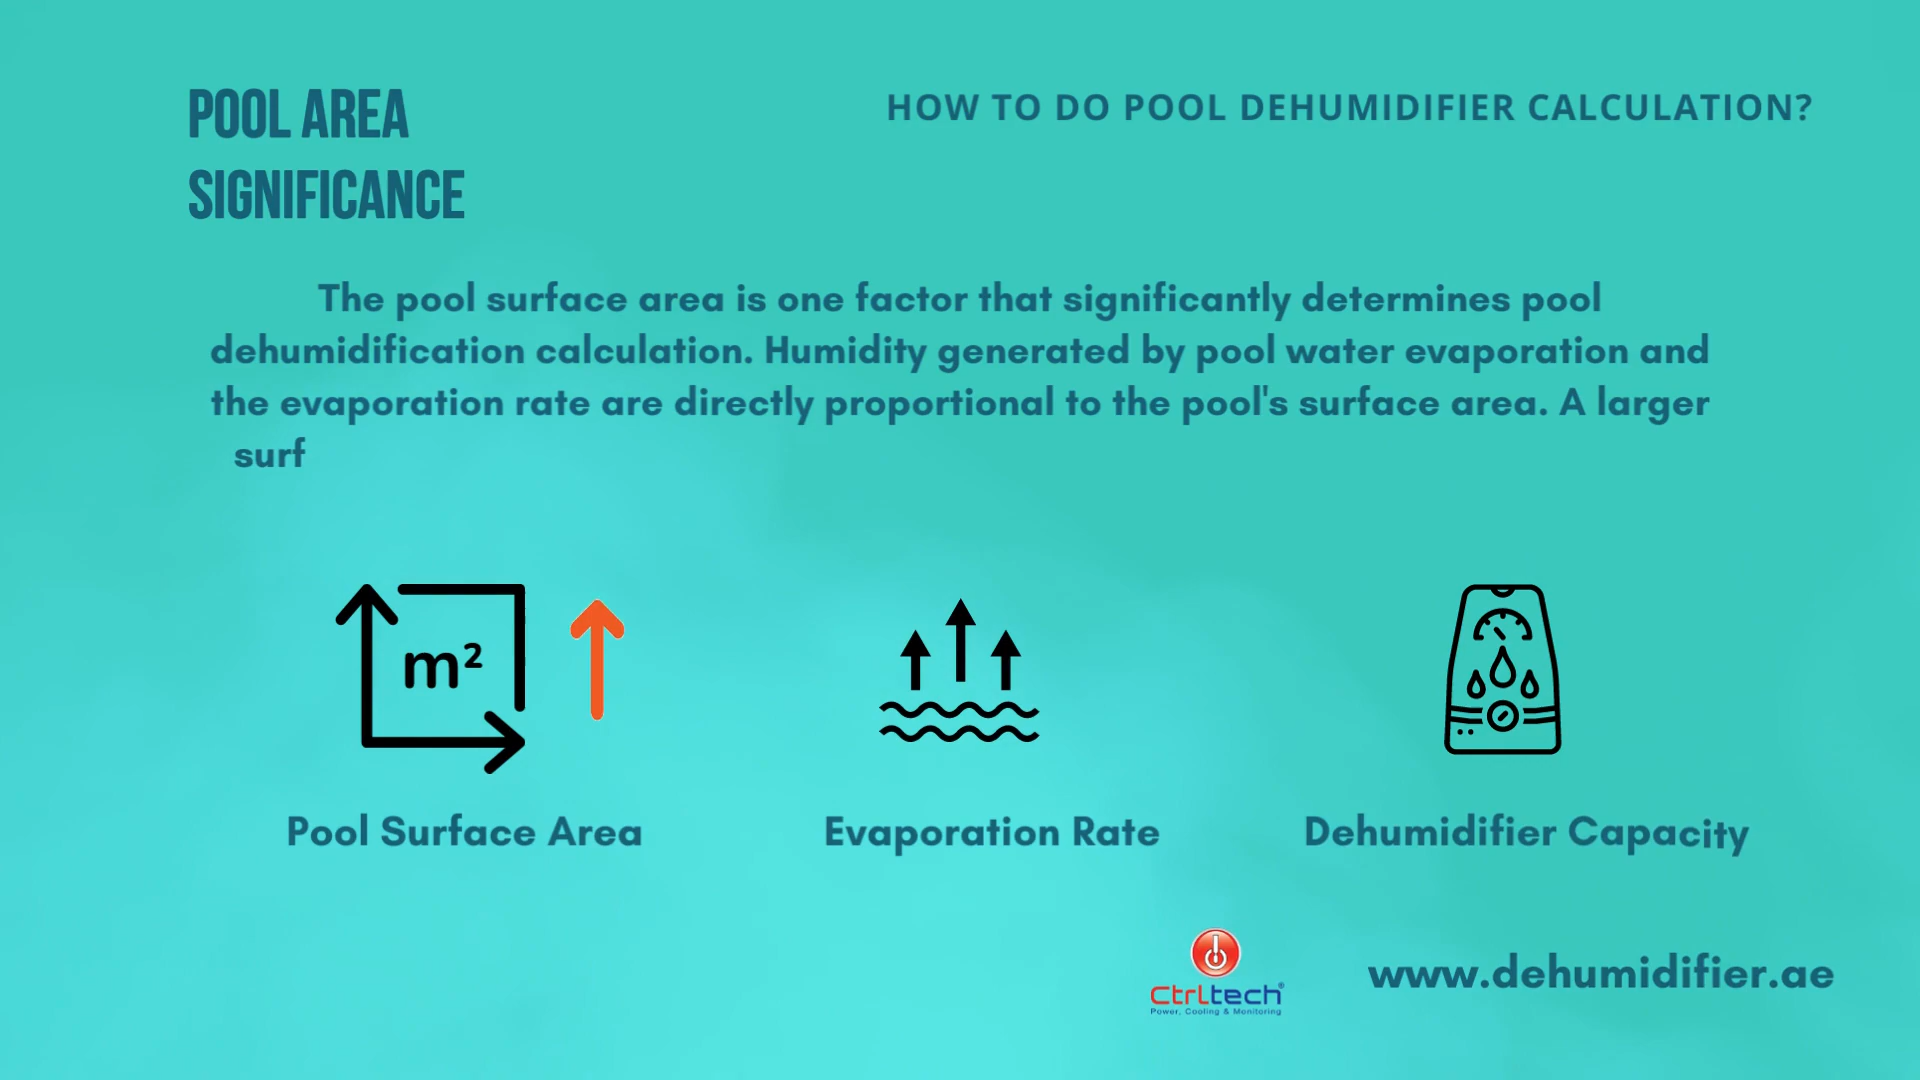 POOL AREA
SIGNIFICANCE
HOW TO DO POOL DEHUMIDIFIER CALCULATION?
The pool surface area is one factor that significantly determines pool
dehumidification calculation. Humidity generated by pool water evaporation and
the evaporation rate are directly proportional to the pool's surface area. A larger
surf
m²
Pool Surface Area
Evaporation Rate
Dehumidifier Capacity
Ctrltech®
Power, Cooling & Monitoring
www.dehumidifier.ae